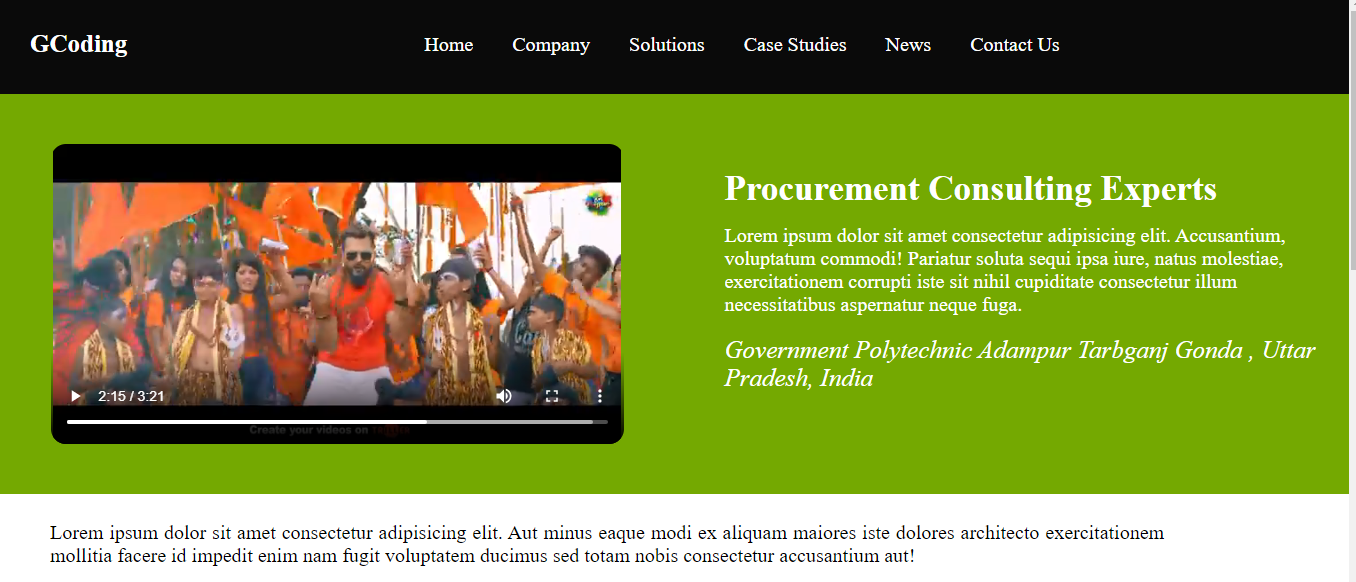 GCoding
Home Company Solutions Case Studies News Contact Us
Procurement Consulting Experts
Lorem ipsum dolor sit amet consectetur adipisicing elit. Accusantium,
voluptatum commodi! Pariatur soluta sequi ipsa iure, natus molestiae,
exercitationem corrupti iste sit nihil cupiditate consectetur illum
necessitatibus aspernatur neque fuga.
Government Polytechnic Adampur Tarbganj Gonda , Uttar
Pradesh, India
2:15 / 3:21
Create your videos on
Lorem ipsum dolor sit amet consectetur adipisicing elit. Aut minus eaque modi ex aliquam maiores iste dolores architecto exercitationem
mollitia facere id impedit enim nam fugit voluptatem ducimus sed totam nobis consectetur accusantium aut!